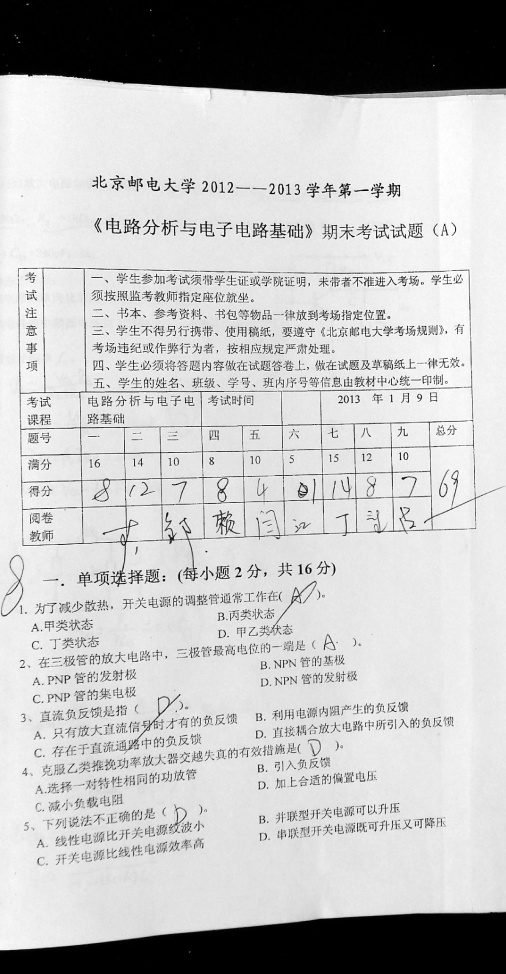 北京邮电大学 2012——2013 学年第一学期
《电路分析与电子电路基础》期末考试试题（A）
考试注意事项
一、学生参加考试须带学生证或学院证明，未带者不准进入考场。学生必
须按照监考教师指定座位就坐。
二、书本、参考资料、书包等物品一律放到考场指定位置。
三、学生不得另行携带、使用稿纸，要遵守《北京邮电大学考场规则》，有
考场违纪或作弊行为者，按相应规定严肃处理。
四、学生必须将答题内容做在试题答卷上，做在试题及草稿纸上一律无效。
五、学生的姓名、班级、学号、班内序号等信息由教材中心统一印制。
考试课程 电路分析与电子电路基础 考试时间 2013 年 1 月 9 日
题号 一 二 三 四 五 六 七 八 九 总分
满分 16 14 10 8 10 5 15 12 10
得分 8 12 7 8 4 1 14 8 7 69
阅卷教师 赖 闫 江 丁 吕
8
一．单项选择题：(每小题 2 分，共 16 分)
1. 为了减少散热，开关电源的调整管通常工作在( A )。
A.甲类状态 B.丙类状态
C. 丁类状态 D. 甲乙类状态
2、在三极管的放大电路中，三极管最高电位的一端是（ A ）。
A. PNP 管的发射极 B. NPN 管的基极
C. PNP 管的集电极 D. NPN 管的发射极
3、直流负反馈是指（ D ）。
A. 只有放大直流信号时才有的负反馈 B. 利用电源内阻产生的负反馈
C. 存在于直流通路中的负反馈 D. 直接耦合放大电路中所引入的负反馈
4、克服乙类推挽功率放大器交越失真的有效措施是( D )。
A.选择一对特性相同的功放管 B. 引入负反馈
C. 减小负载电阻 D. 加上合适的偏置电压
5、下列说法不正确的是（ D ）。
A. 线性电源比开关电源纹波小 B. 并联型开关电源可以升压
C. 开关电源比线性电源效率高 D. 串联型开关电源既可升压又可降压